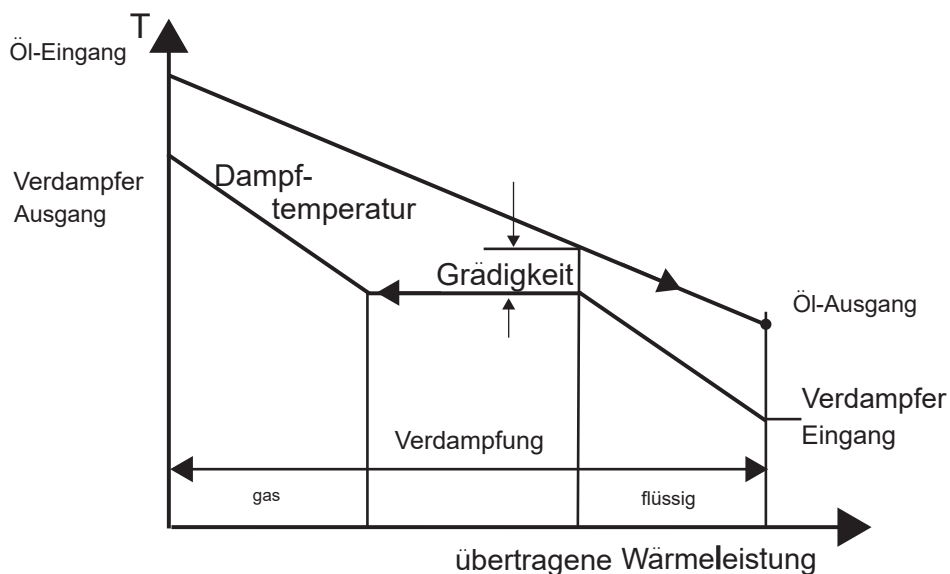 T
Öl-Eingang
Verdampfer
Ausgang
Dampf-
temperatur
Grädigkeit
Öl-Ausgang
Verdampfer
Eingang
Verdampfung
gas
flüssig
übertragene Wärmeleistung